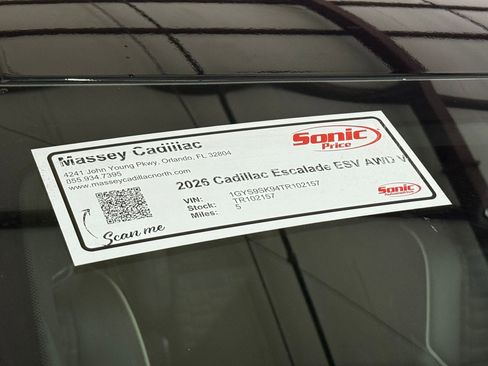 Massey Cadillac
4241 John Young Pkwy. Orlando, FL 32804
855.934.7395
www.masseycadillacnorth.com
Sonic
Price
2026 Cadillac Escalade ESV AWD V
VIN: 1GYS9SK94TR102157
Stock: TR102157
Miles: 5
Scan me
Sonic